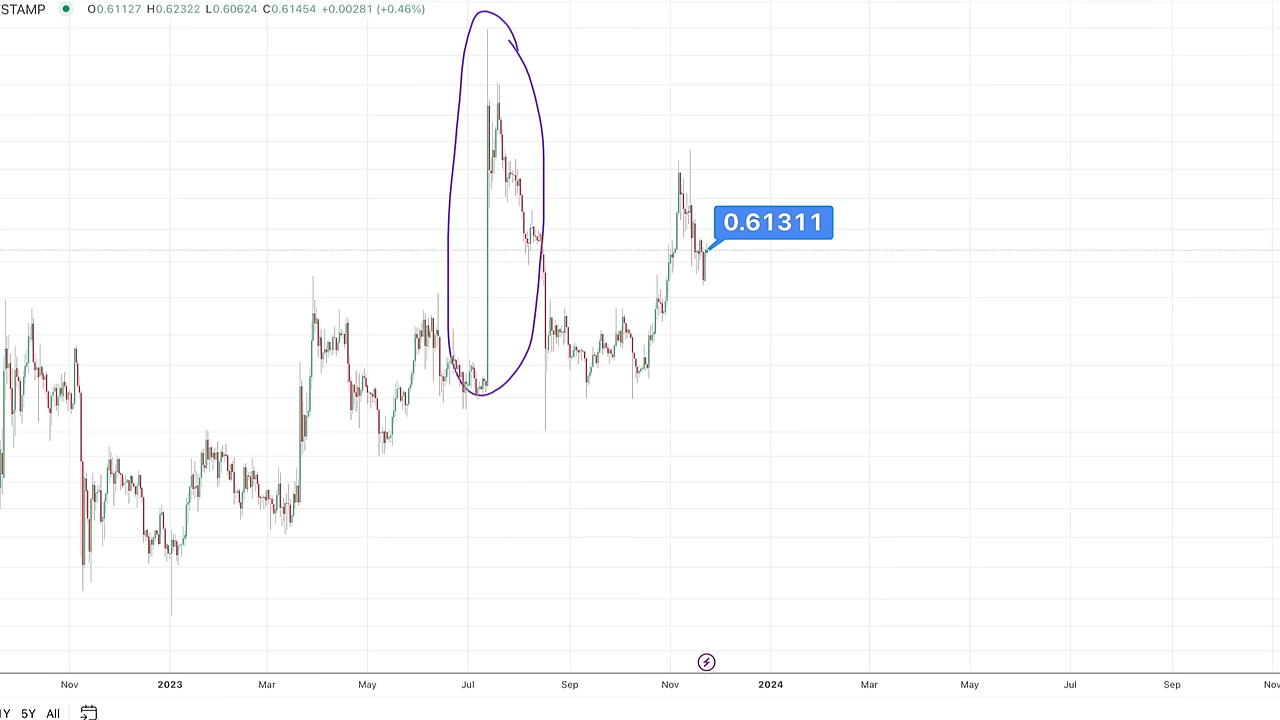 STAMP O0.61127 H0.62322 L0.60624 C0.61454 +0.00281 (+0.46%)
0.61311
Nov 2023 Mar May Jul Sep Nov 2024 Mar May Jul Sep Nov
1Y 5Y All